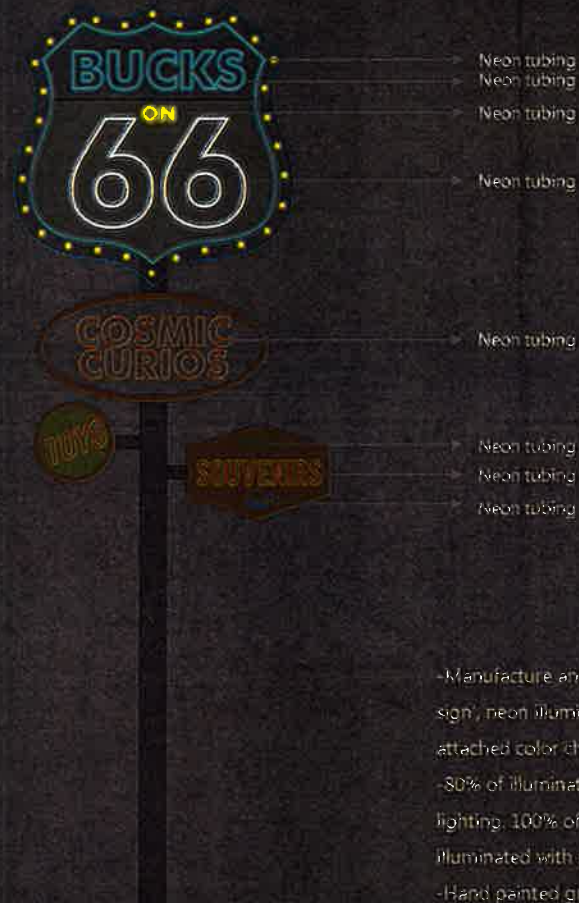 BUCKS
ON
66
COSMIC
CURIOS
TOYS
SOUVENIRS
Neon tubing
Neon tubing
Neon tubing
Neon tubing
Neon tubing
Neon tubing
Neon tubing
Neon tubing
-Manufacture an
sign', neon illumi
attached color ch
-80% of illuminat
lighting. 100% of
illuminated with
-Hand painted gr